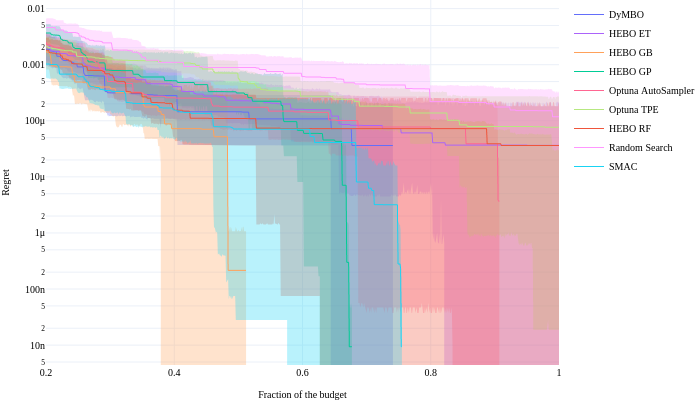 0.01
5
2
0.001
5
2
100μ
5
2
10μ
5
2
1μ
5
2
100n
5
2
10n
5
0.2
0.4
0.6
0.8
1
Fraction of the budget
Regret
DyMBO
HEBO ET
HEBO GB
HEBO GP
Optuna AutoSampler
Optuna TPE
HEBO RF
Random Search
SMAC